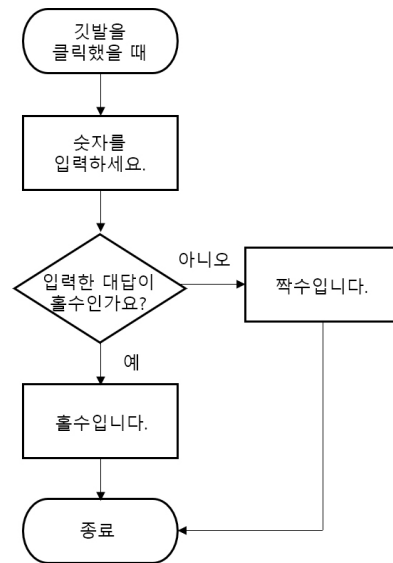 깃발을
클릭했을 때
숫자를
입력하세요.
입력한 대답이
홀수인가요?
아니오
짝수입니다.
예
홀수입니다.
종료